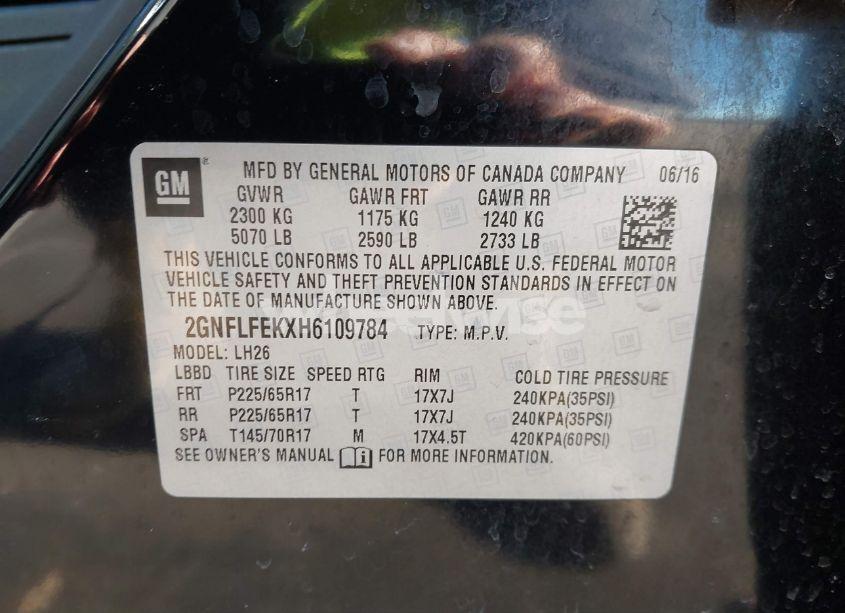 GM
MFD BY GENERAL MOTORS OF CANADA COMPANY 06/16
GVWR GAWR FRT GAWR RR
2300 KG 1175 KG 1240 KG
5070 LB 2590 LB 2733 LB
THIS VEHICLE CONFORMS TO ALL APPLICABLE U.S. FEDERAL MOTOR
VEHICLE SAFETY AND THEFT PREVENTION STANDARDS IN EFFECT ON
THE DATE OF MANUFACTURE SHOWN ABOVE.
2GNFLFEKXH6109784 TYPE: M.P.V.
MODEL: LH26
LBBD TIRE SIZE SPEED RTG RIM COLD TIRE PRESSURE
FRT P225/65R17 T 17X7J 240KPA(35PSI)
RR P225/65R17 T 17X7J 240KPA(35PSI)
SPA T145/70R17 M 17X4.5T 420KPA(60PSI)
SEE OWNER'S MANUAL FOR MORE INFORMATION.